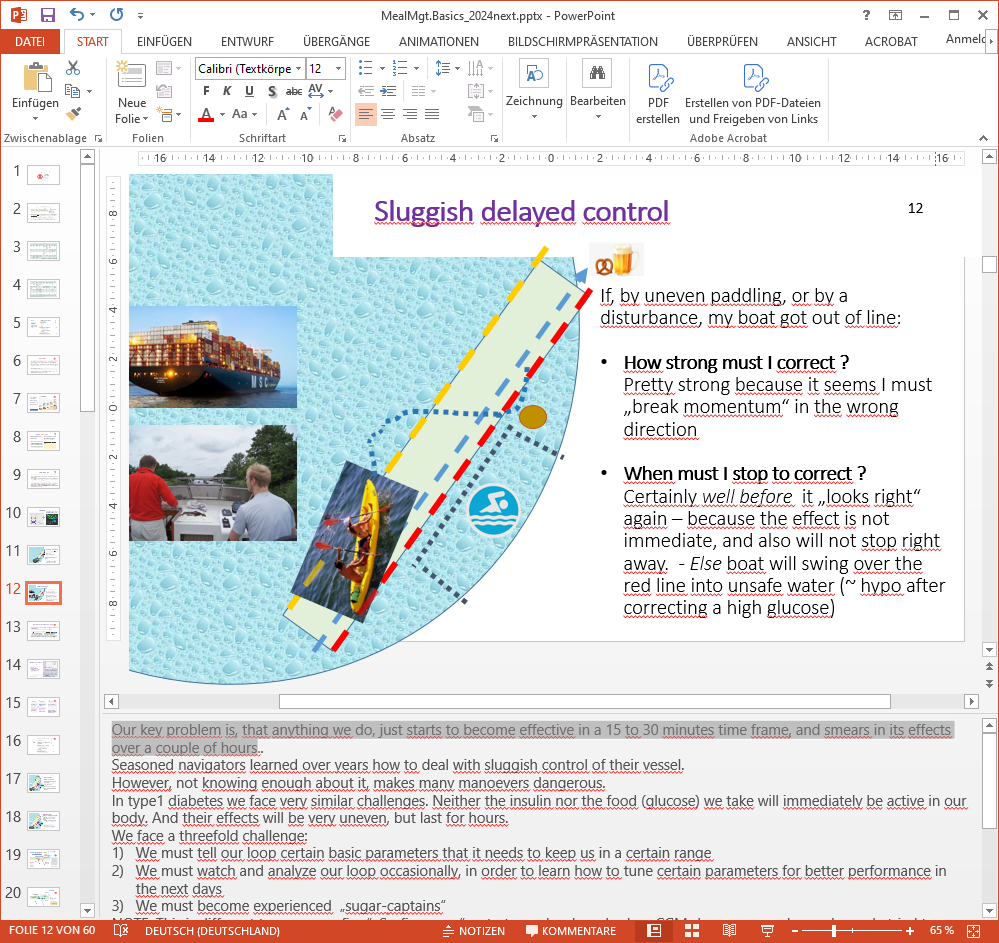 MealMgt.Basics_2024next.pptx - PowerPoint
DATEI START EINFÜGEN ENTWURF ÜBERGÄNGE ANIMATIONEN BILDSCHIRMPRÄSENTATION ÜBERPRÜFEN ANSICHT ACROBAT Anmeld
Calibri (Textkörpe 12
F K U S abc AV
A Aa A A
Einfügen
Neue
Folie
Zeichnung
Bearbeiten
PDF
erstellen
Erstellen von PDF-Dateien
und Freigeben von Links
Zwischenablage Folien Schriftart Absatz Adobe Acrobat
16 14 12 10 8 6 4 2 0 2 4 6 8 10 12 14 16
8 6 4 2 0 2 4 6 8
1
2
3
4
5
6
7
8
9
10
11
12
13
14
15
16
17
18
19
20
Sluggish delayed control
12
M S C
If, by uneven paddling, or by a
disturbance, my boat got out of line:
• How strong must I correct ?
Pretty strong because it seems I must
„break momentum“ in the wrong
direction
• When must I stop to correct ?
Certainly well before it „looks right“
again – because the effect is not
immediate, and also will not stop right
away. - Else boat will swing over the
red line into unsafe water (~ hypo after
correcting a high glucose)
Our key problem is, that anything we do, just starts to become effective in a 15 to 30 minutes time frame, and smears in its effects
over a couple of hours..
Seasoned navigators learned over years how to deal with sluggish control of their vessel.
However, not knowing enough about it, makes many manoevers dangerous.
In type1 diabetes we face very similar challenges. Neither the insulin nor the food (glucose) we take will immediately be active in our
body. And their effects will be very uneven, but last for hours.
We face a threefold challenge:
1) We must tell our loop certain basic parameters that it needs to keep us in a certain range
2) We must watch and analyze our loop occasionally, in order to learn how to tune certain parameters for better performance in
the next days
3) We must become experienced „sugar-captains“
FOLIE 12 VON 60 DEUTSCH (DEUTSCHLAND) NOTIZEN KOMMENTARE 65 %